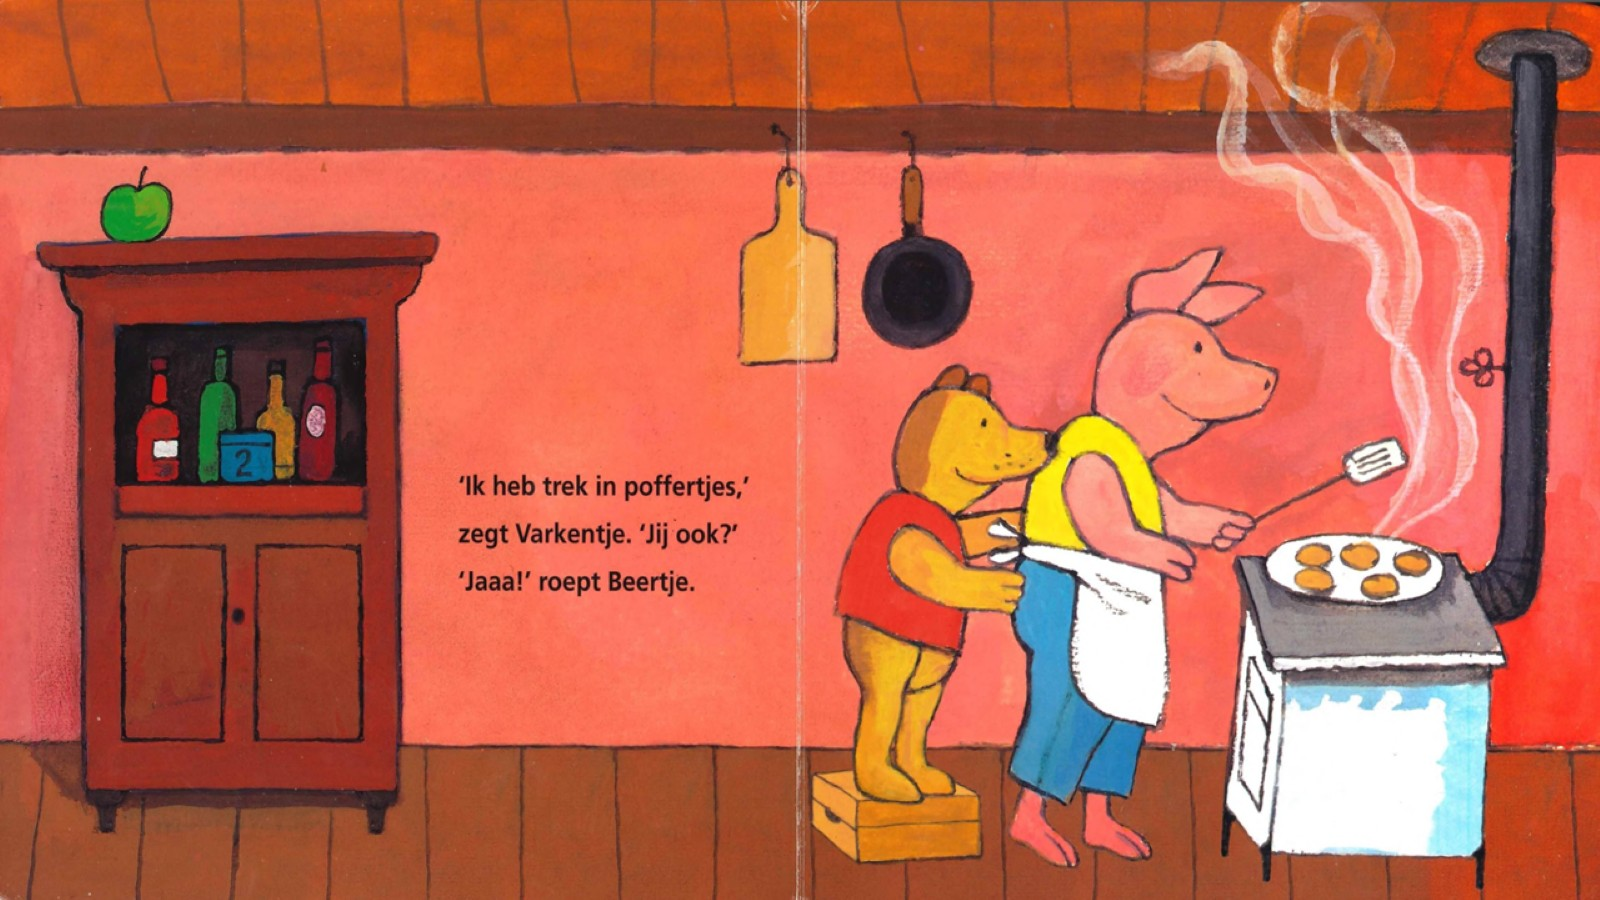 2
‘Ik heb trek in poffertjes,’
zegt Varkentje. ‘Jij ook?’
‘Jaaa!’ roept Beertje.